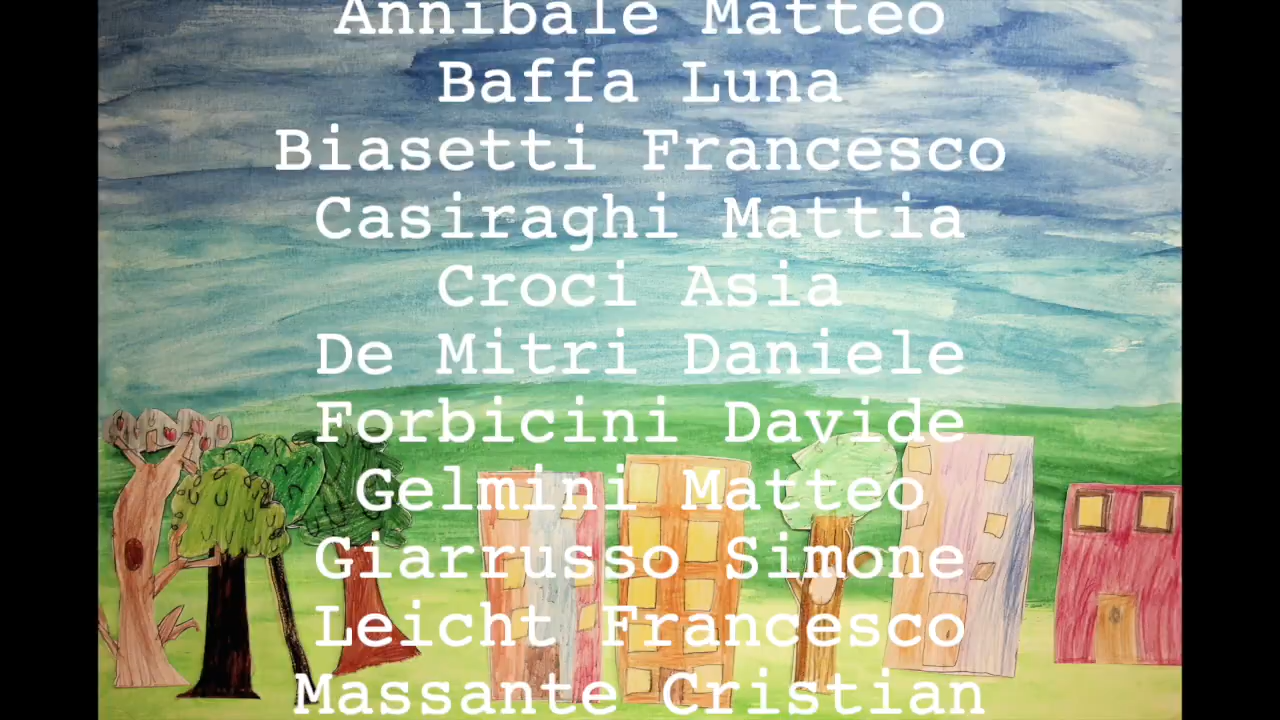 Annibale Matteo
Baffa Luna
Biasetti Francesco
Casiraghi Mattia
Croci Asia
De Mitri Daniele
Forbicini Davide
Gelmini Matteo
Giarrusso Simone
Leicht Francesco
Massante Cristian